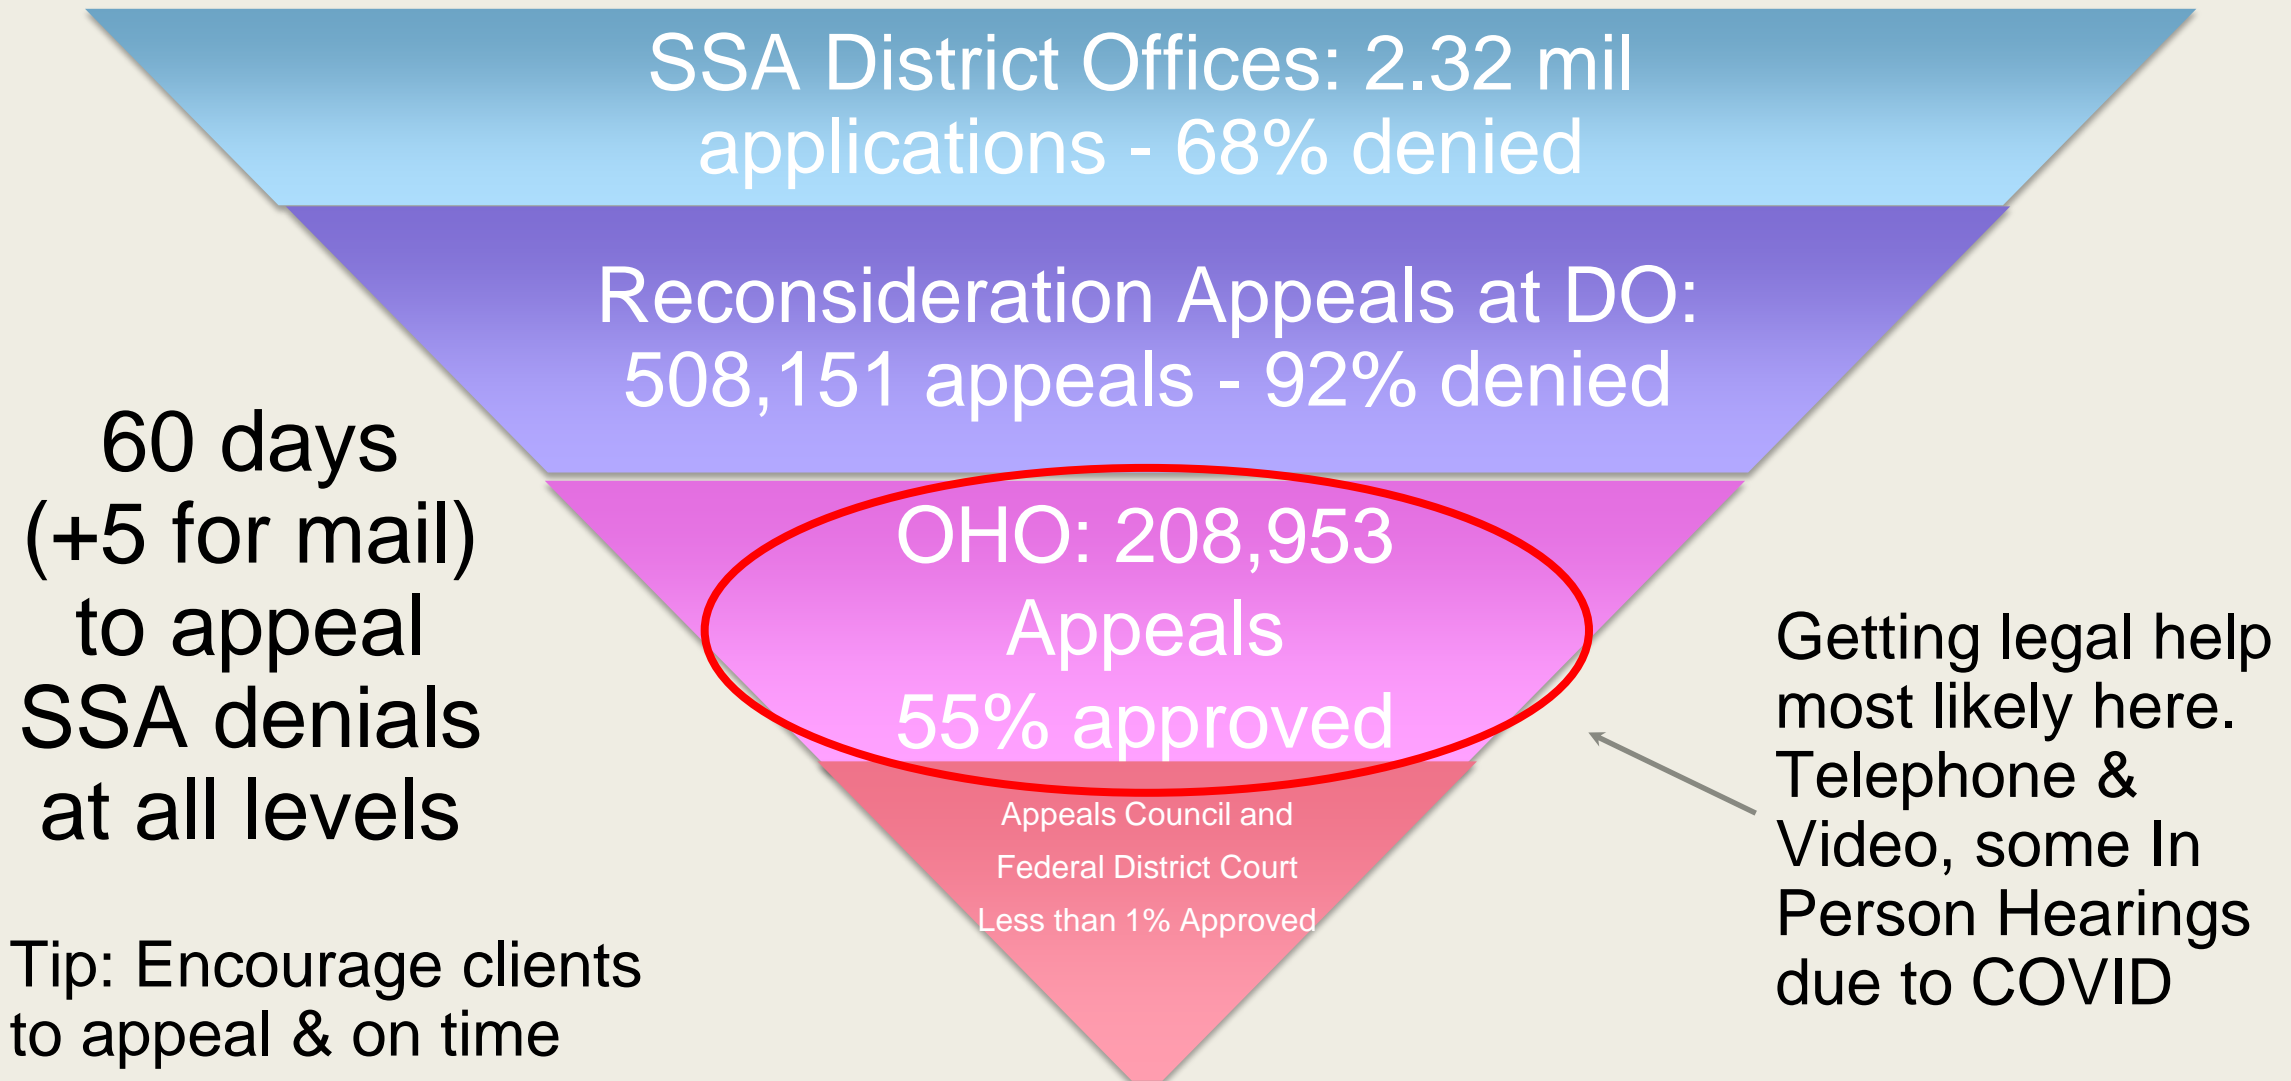 SSA District Offices: 2.32 mil
applications - 68% denied
Reconsideration Appeals at DO:
508,151 appeals - 92% denied
60 days
(+5 for mail)
to appeal
SSA denials
at all levels
OHO: 208,953
Appeals
55% approved
Getting legal help
most likely here.
Telephone &
Video, some In
Person Hearings
due to COVID
Appeals Council and
Federal District Court
Less than 1% Approved
Tip: Encourage clients
to appeal & on time